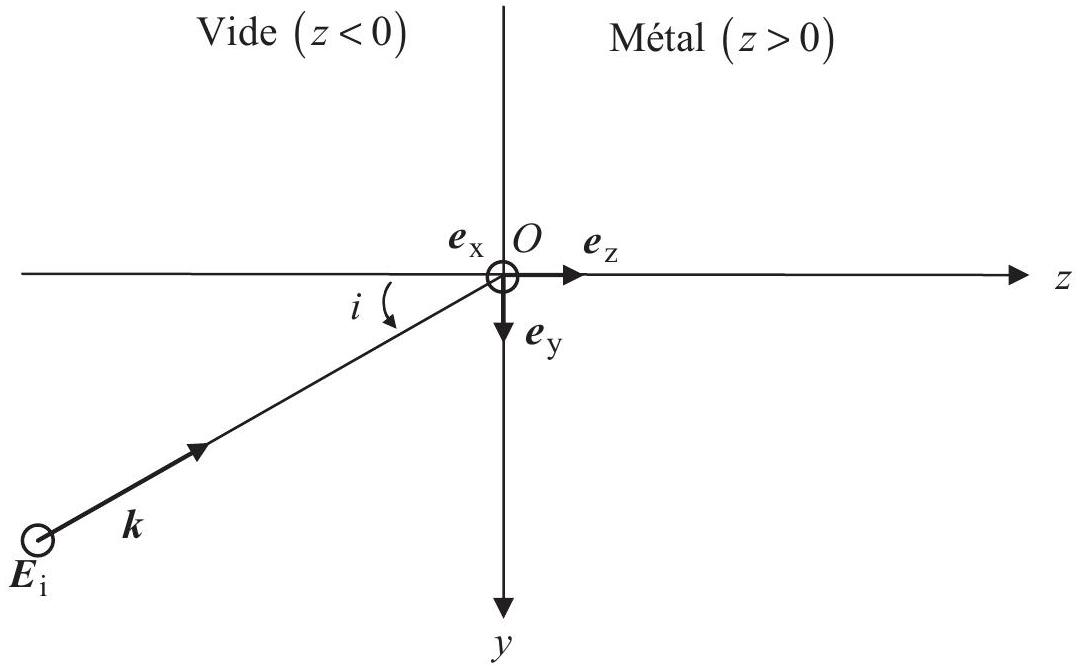 Vide (z < 0)
Métal (z > 0)
e_x
O
e_z
z
i
e_y
k
E_i
y